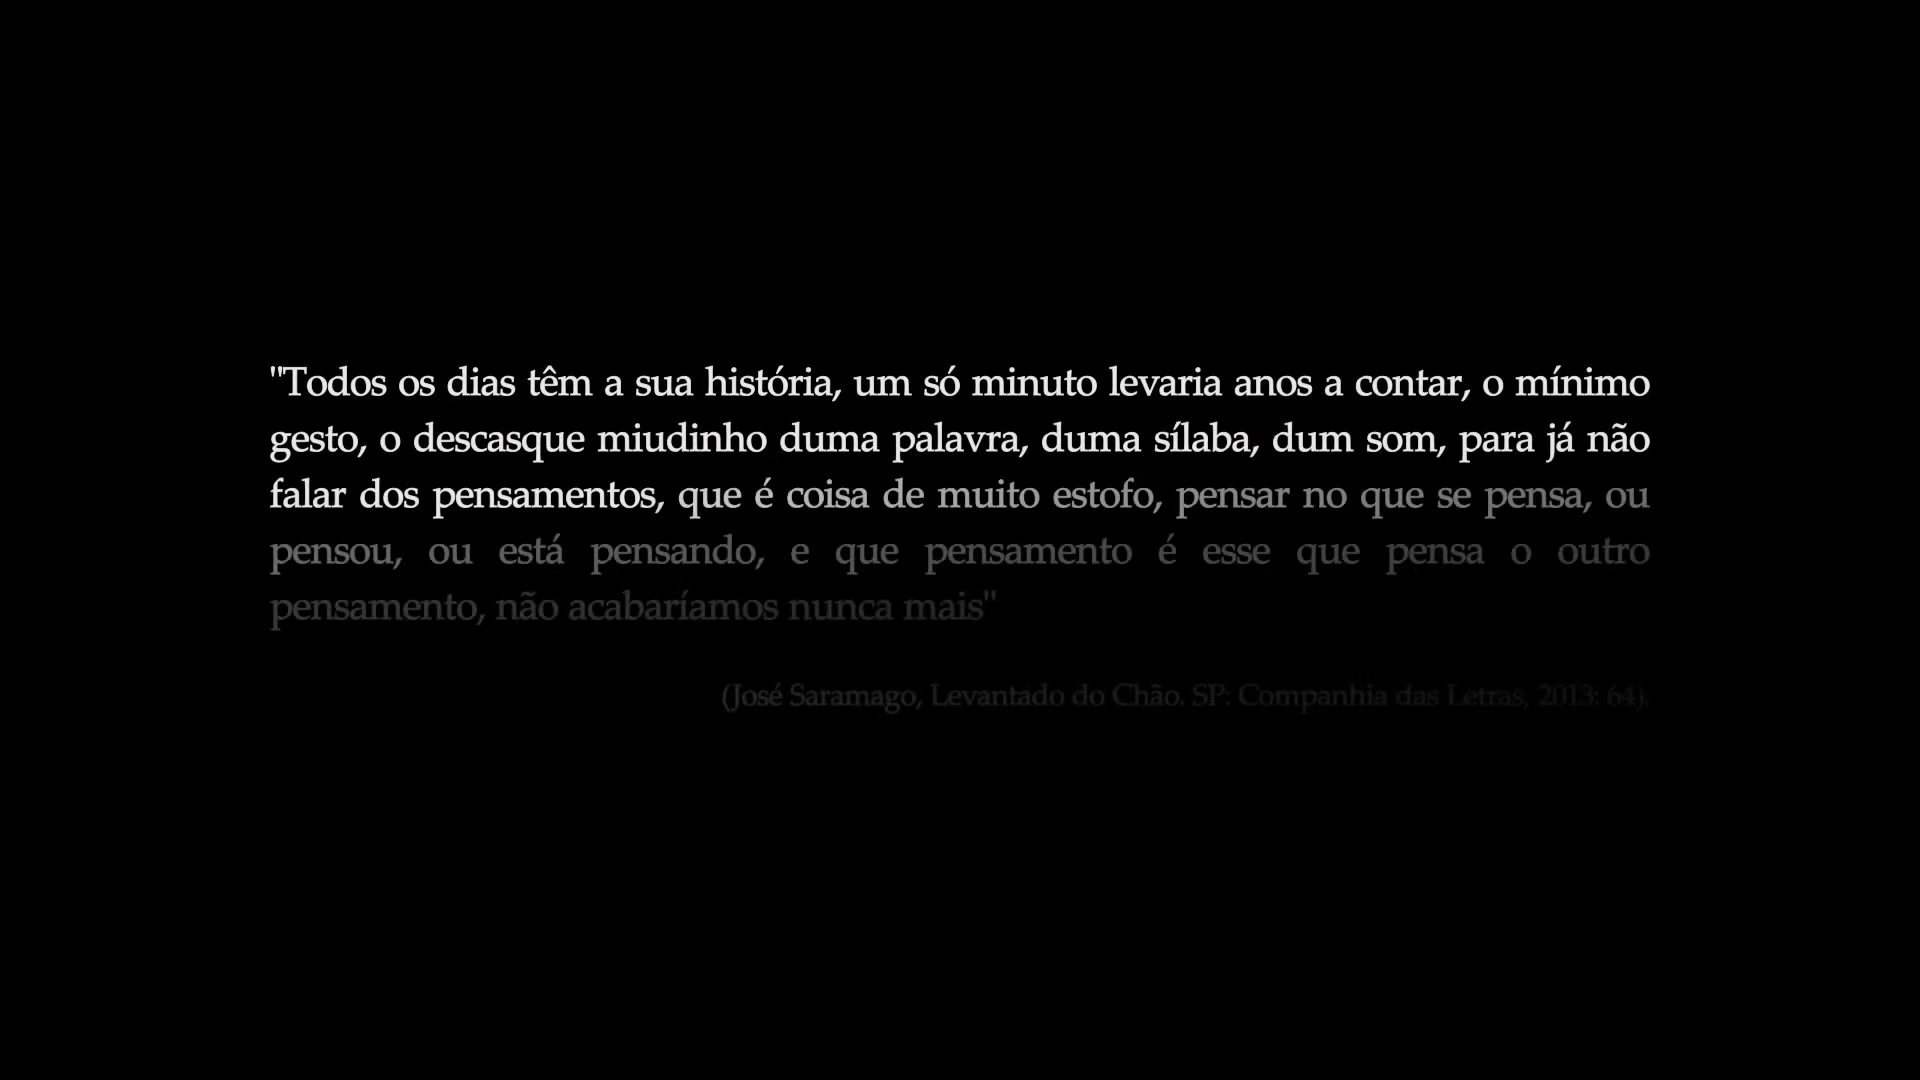 "Todos os dias têm a sua história, um só minuto levaria anos a contar, o mínimo
gesto, o descasque miudinho duma palavra, duma sílaba, dum som, para já não
falar dos pensamentos, que é coisa de muito estofo, pensar no que se pensa, ou
pensou, ou está pensando, e que pensamento é esse que pensa o outro
pensamento, não acabaríamos nunca mais"
(José Saramago, Levantado do Chão. SP: Companhia das Letras, 2013: 64).